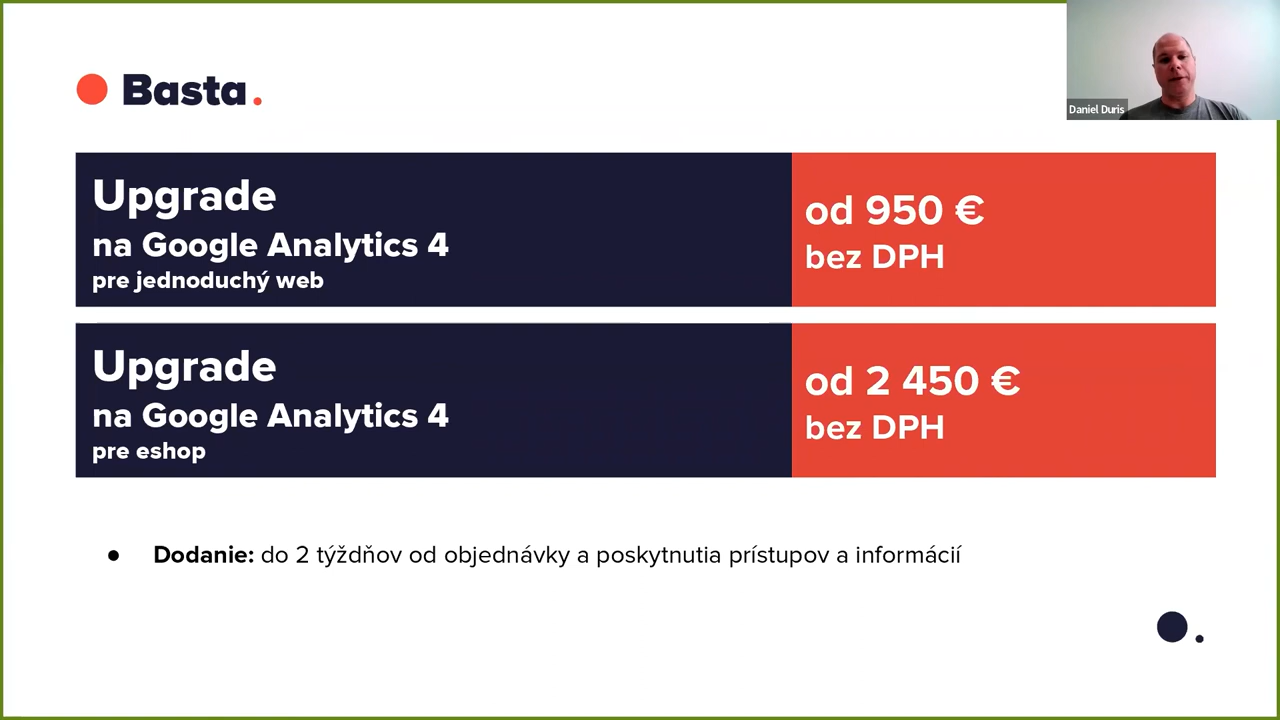 Basta.
Daniel Duris
Upgrade
na Google Analytics 4
pre jednoduchý web
od 950 €
bez DPH
Upgrade
na Google Analytics 4
pre eshop
od 2 450 €
bez DPH
● Dodanie: do 2 týždňov od objednávky a poskytnutia prístupov a informácií